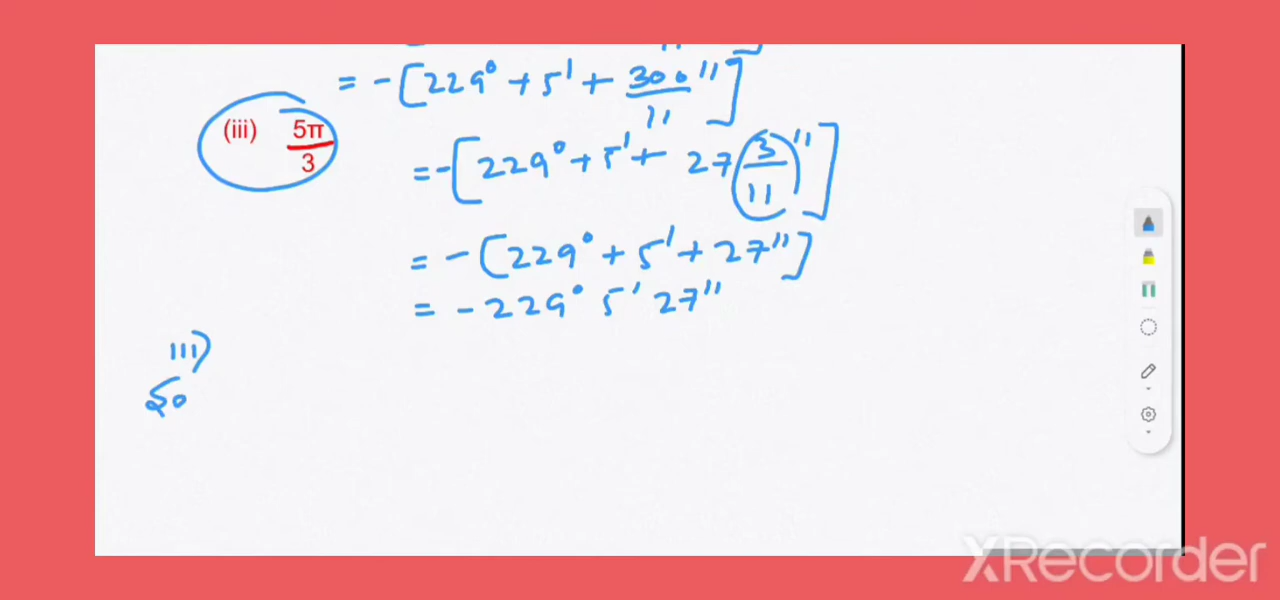 = -[229° + 5' + 300/11'']
(iii) 5π/3
= -[229° + 5' + 27 3/11'']
= -[229° + 5' + 27'']
= -229° 5' 27''
iii)
XRecorder